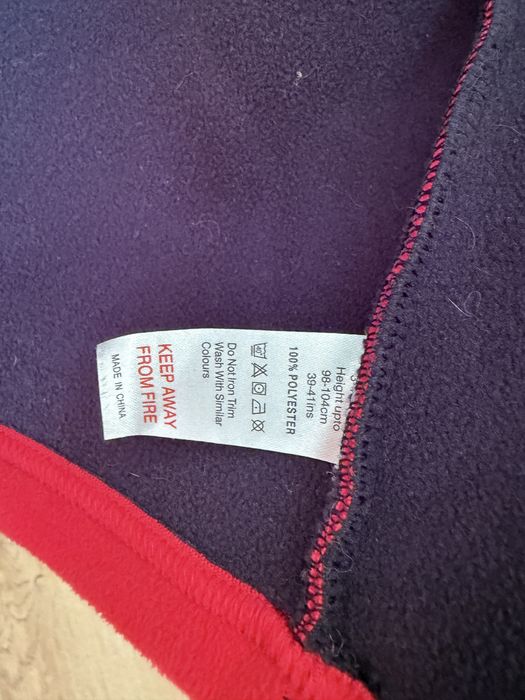 Height upto
98-104cm
39-41ins
100% POLYESTER
40
Do Not Iron Trim
Wash With Similar
Colours
KEEP AWAY
FROM FIRE
MADE IN CHINA